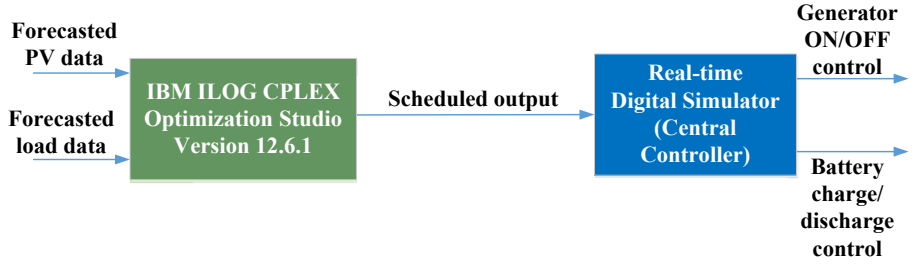 Forecasted
PV data
Forecasted
load data
IBM ILOG CPLEX
Optimization Studio
Version 12.6.1
Scheduled output
Real-time
Digital Simulator
(Central
Controller)
Generator
ON/OFF
control
Battery
charge/
discharge
control